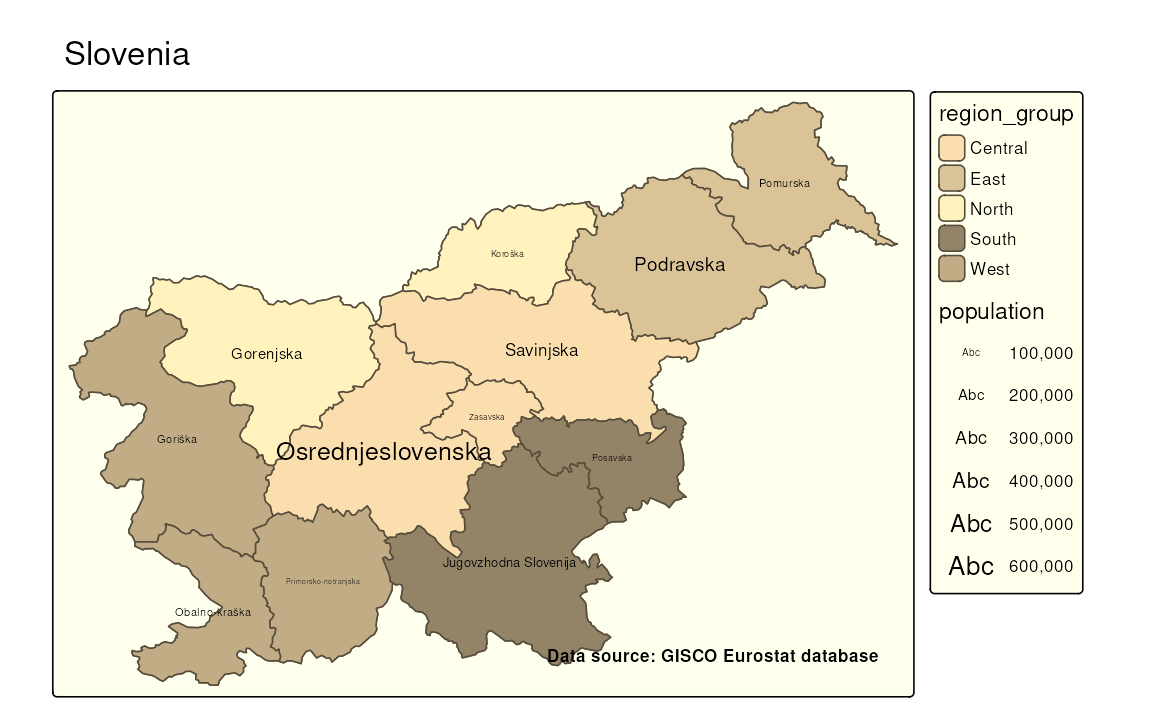 Slovenia
Pomurska
Koroška
Podravska
Gorenjska
Savinjska
Zasavska
Goriška
Osrednjeslovenska
Posavska
Jugovzhodna Slovenija
Primorsko-notranjska
Obalno-kraška
Data source: GISCO Eurostat database
region_group
Central
East
North
South
West
population
Abc 100,000
Abc 200,000
Abc 300,000
Abc 400,000
Abc 500,000
Abc 600,000